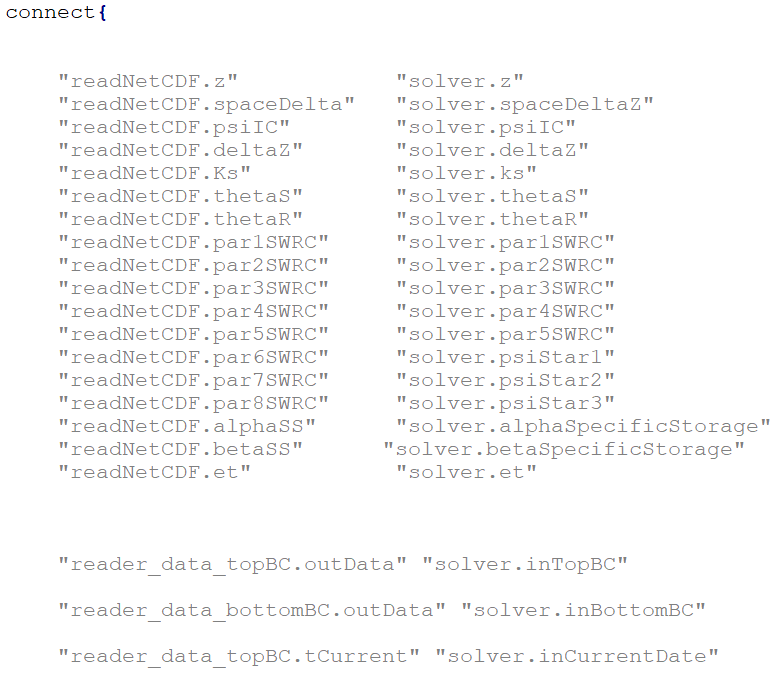 connect{
"readNetCDF.z" "solver.z"
"readNetCDF.spaceDelta" "solver.spaceDeltaZ"
"readNetCDF.psiIC" "solver.psiIC"
"readNetCDF.deltaZ" "solver.deltaZ"
"readNetCDF.Ks" "solver.ks"
"readNetCDF.thetaS" "solver.thetaS"
"readNetCDF.thetaR" "solver.thetaR"
"readNetCDF.par1SWRC" "solver.par1SWRC"
"readNetCDF.par2SWRC" "solver.par2SWRC"
"readNetCDF.par3SWRC" "solver.par3SWRC"
"readNetCDF.par4SWRC" "solver.par4SWRC"
"readNetCDF.par5SWRC" "solver.par5SWRC"
"readNetCDF.par6SWRC" "solver.psiStar1"
"readNetCDF.par7SWRC" "solver.psiStar2"
"readNetCDF.par8SWRC" "solver.psiStar3"
"readNetCDF.alphaSS" "solver.alphaSpecificStorage"
"readNetCDF.betaSS" "solver.betaSpecificStorage"
"readNetCDF.et" "solver.et"
"reader_data_topBC.outData" "solver.inTopBC"
"reader_data_bottomBC.outData" "solver.inBottomBC"
"reader_data_topBC.tCurrent" "solver.inCurrentDate"